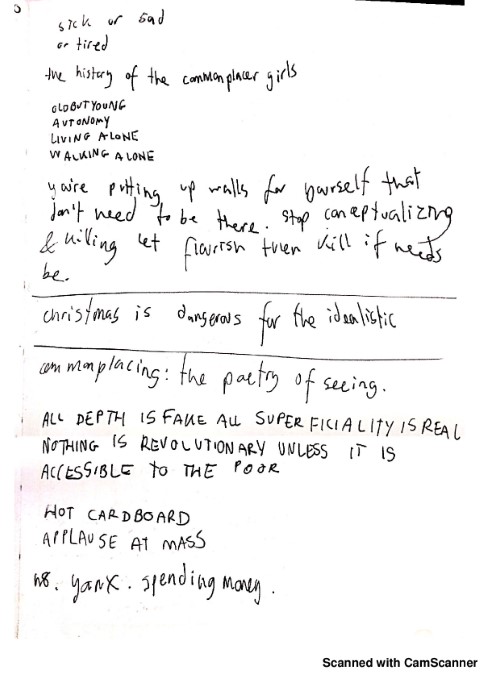 sick or sad
or tired
the history of the commonplacer girls
OLD BUT YOUNG
AUTONOMY
LIVING ALONE
WALKING ALONE
you're putting up walls for yourself that
don't need to be there. stop conceptualizing
& killing let flourish then kill if needs
be.
christmas is dangerous for the idealistic
commonplacing: the poetry of seeing.
ALL DEPTH IS FAKE ALL SUPERFICIALITY IS REAL
NOTHING IS REVOLUTIONARY UNLESS IT IS
ACCESSIBLE TO THE POOR
HOT CARDBOARD
APPLAUSE AT MASS
spending money.
Scanned with CamScanner